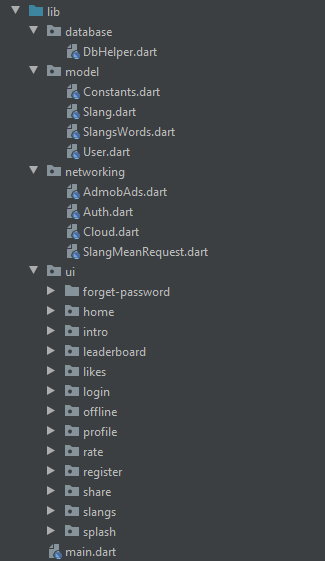 lib
database
DbHelper.dart
model
Constants.dart
Slang.dart
SlangsWords.dart
User.dart
networking
AdmobAds.dart
Auth.dart
Cloud.dart
SlangMeanRequest.dart
ui
forget-password
home
intro
leaderboard
likes
login
offline
profile
rate
register
share
slangs
splash
main.dart